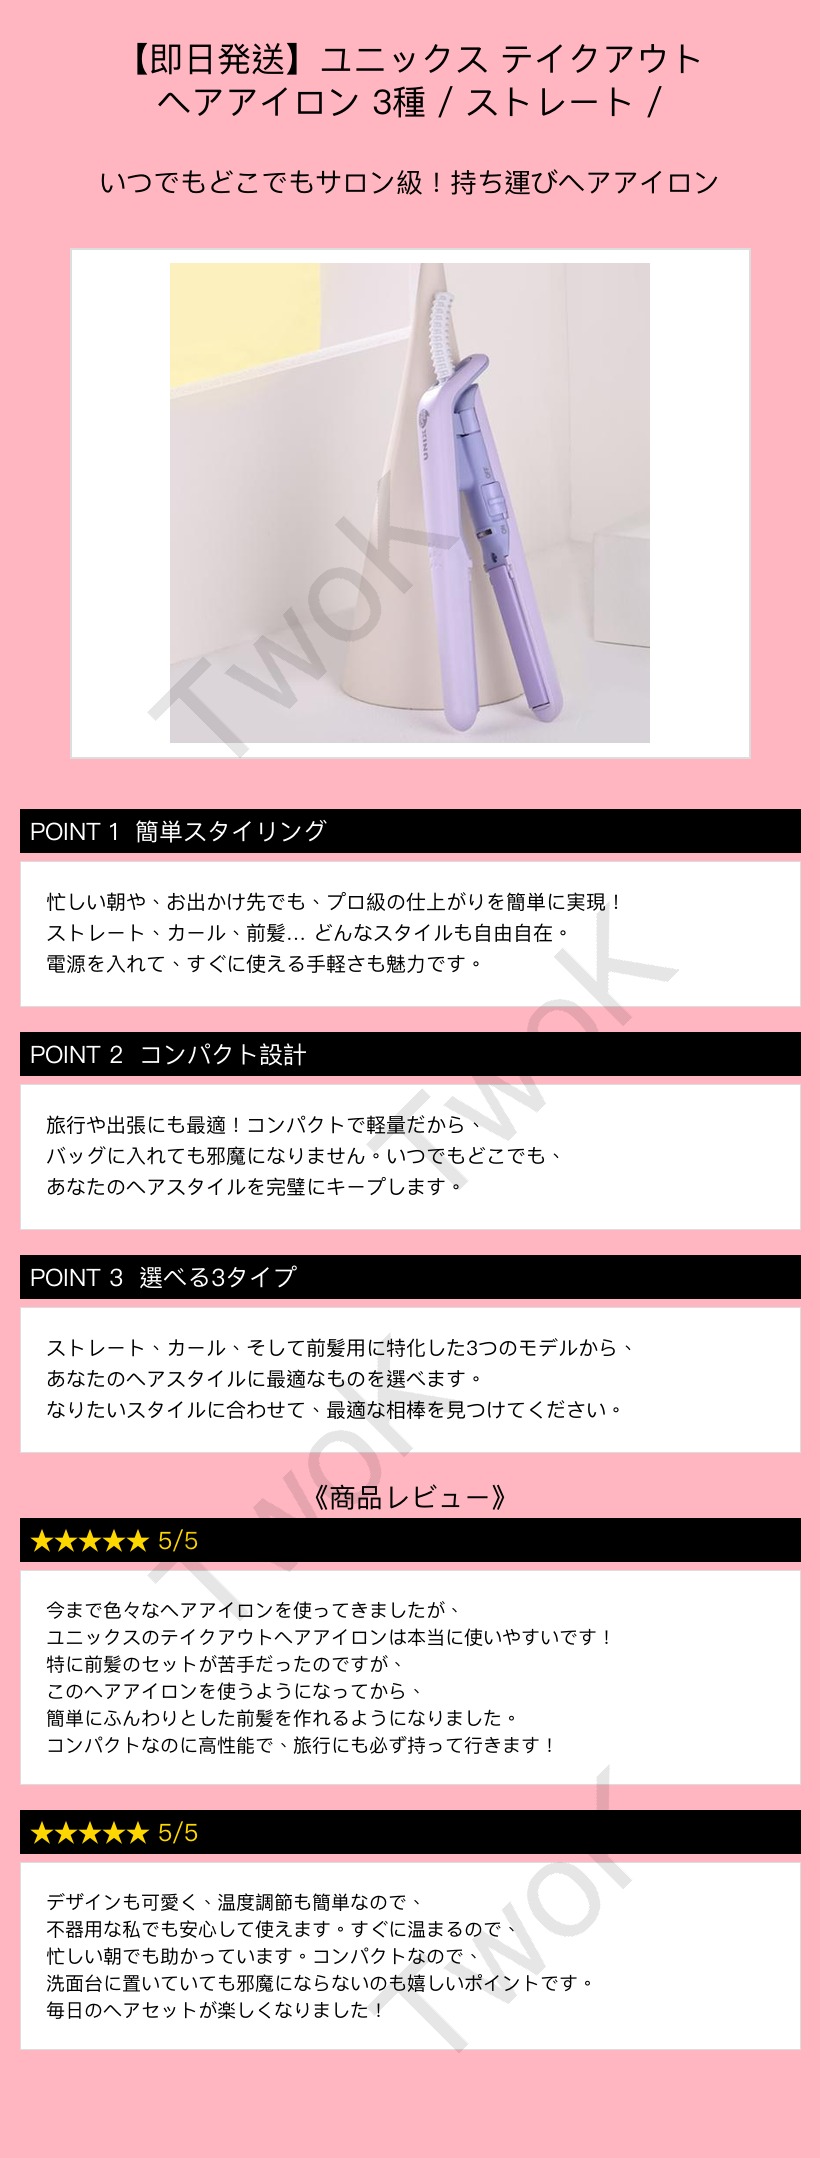 【即日発送】ユニックス テイクアウト
ヘアアイロン 3種 / ストレート /
いつでもどこでもサロン級！持ち運びヘアアイロン
UNIX
TwoK
POINT 1 簡単スタイリング
忙しい朝や、お出かけ先でも、プロ級の仕上がりを簡単に実現！
ストレート、カール、前髪... どんなスタイルも自由自在。
電源を入れて、すぐに使える手軽さも魅力です。
TwoK
POINT 2 コンパクト設計
旅行や出張にも最適！コンパクトで軽量だから、
バッグに入れても邪魔になりません。いつでもどこでも、
あなたのヘアスタイルを完璧にキープします。
POINT 3 選べる3タイプ
ストレート、カール、そして前髪用に特化した3つのモデルから、
あなたのヘアスタイルに最適なものを選べます。
なりたいスタイルに合わせて、最適な相棒を見つけてください。
TwoK
《商品レビュー》
★★★★★ 5/5
今まで色々なヘアアイロンを使ってきましたが、
ユニックスのテイクアウトヘアアイロンは本当に使いやすいです！
特に前髪のセットが苦手だったのですが、
このヘアアイロンを使うようになってから、
簡単にふんわりとした前髪を作れるようになりました。
コンパクトなのに高性能で、旅行にも必ず持って行きます！
★★★★★ 5/5
デザインも可愛く、温度調節も簡単なので、
不器用な私でも安心して使えます。すぐに温まるので、
忙しい朝でも助かっています。コンパクトなので、
洗面台に置いていても邪魔にならないのも嬉しいポイントです。
毎日のヘアセットが楽しくなりました！
TwoK